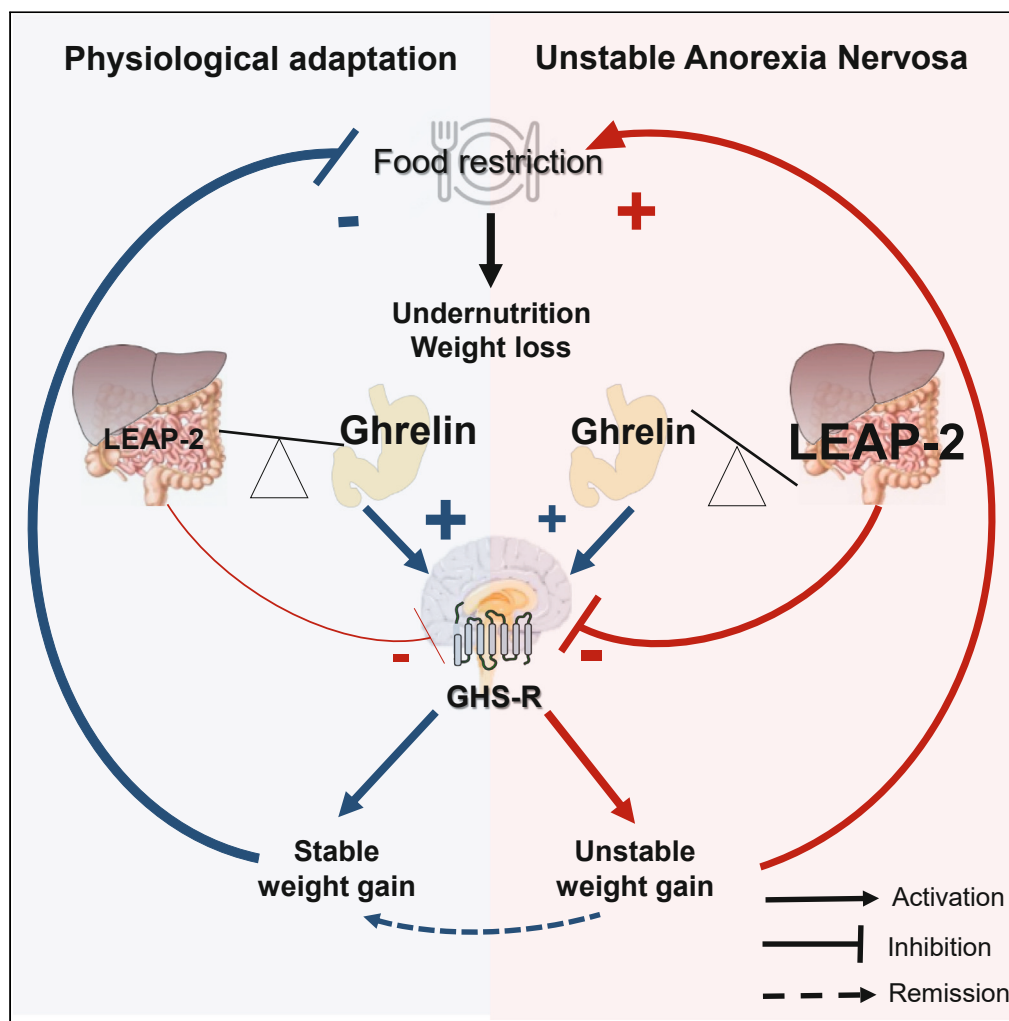 Physiological adaptation
Unstable Anorexia Nervosa
Food restriction
-
+
Undernutrition
Weight loss
LEAP-2
Ghrelin
Ghrelin
LEAP-2
+
+
-
-
GHS-R
Stable
weight gain
Unstable
weight gain
Activation
Inhibition
Remission